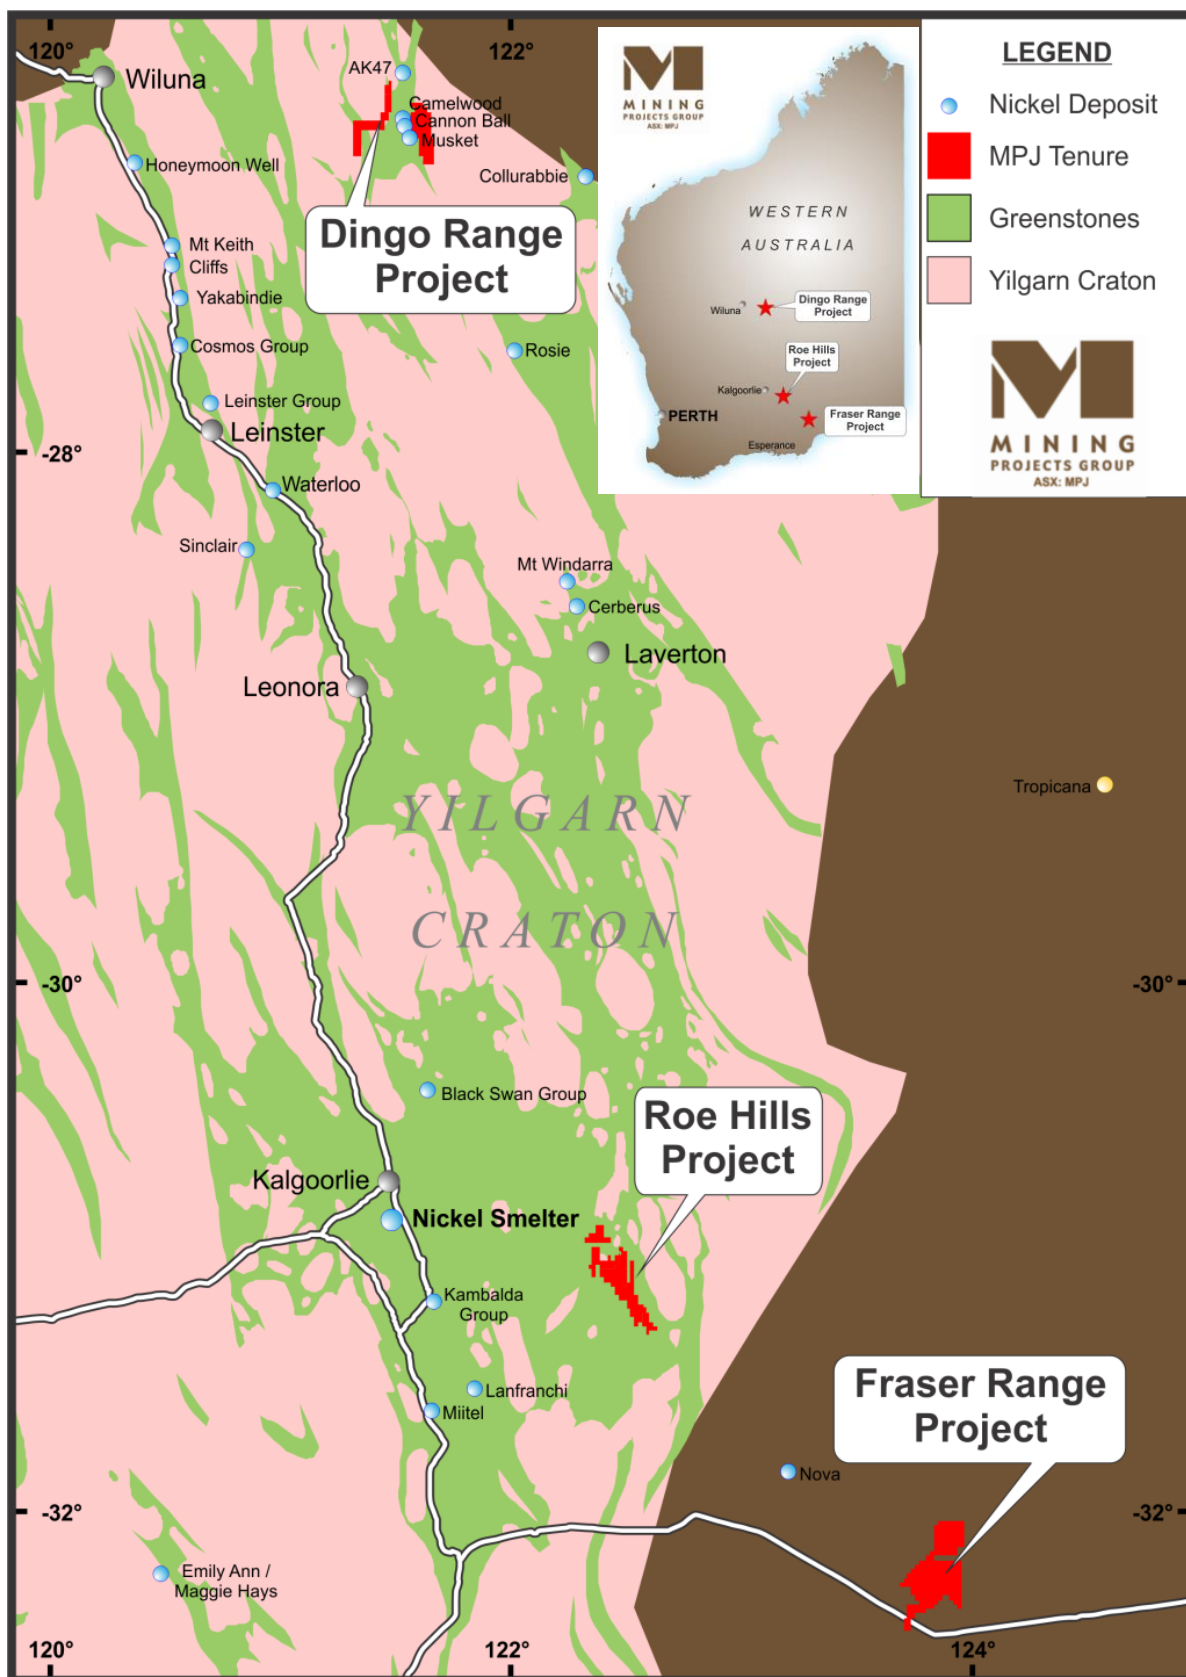 120°
122°
Wiluna
AK47
Camelwood
Cannon Ball
Musket
Honeymoon Well
Collurabbie
Dingo Range
Project
Mt Keith
Cliffs
Yakabindie
Cosmos Group
Rosie
Leinster Group
Leinster
-28°
Waterloo
Sinclair
Mt Windarra
Cerberus
Laverton
Leonora
Tropicana
YILGARN
CRATON
-30°
-30°
Black Swan Group
Roe Hills
Project
Kalgoorlie
Nickel Smelter
Kambalda
Group
Lanfranchi
Miitel
Fraser Range
Project
Nova
-32°
-32°
Emily Ann /
Maggie Hays
120°
122°
124°
M
MINING
PROJECTS GROUP
ASX: MPJ
WESTERN
AUSTRALIA
Wiluna
Dingo Range
Project
Roe Hills
Project
Kalgoorlie
PERTH
Fraser Range
Project
Esperance
LEGEND
Nickel Deposit
MPJ Tenure
Greenstones
Yilgarn Craton
M
MINING
PROJECTS GROUP
ASX: MPJ